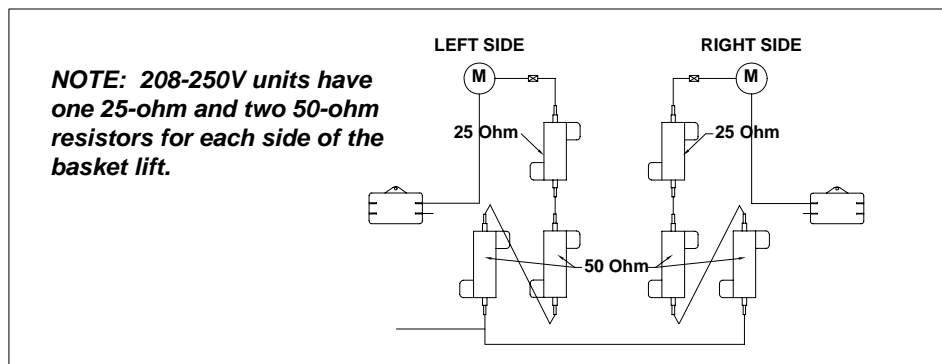 LEFT SIDE
RIGHT SIDE
NOTE: 208-250V units have
one 25-ohm and two 50-ohm
resistors for each side of the
basket lift.
M
M
25 Ohm
25 Ohm
50 Ohm